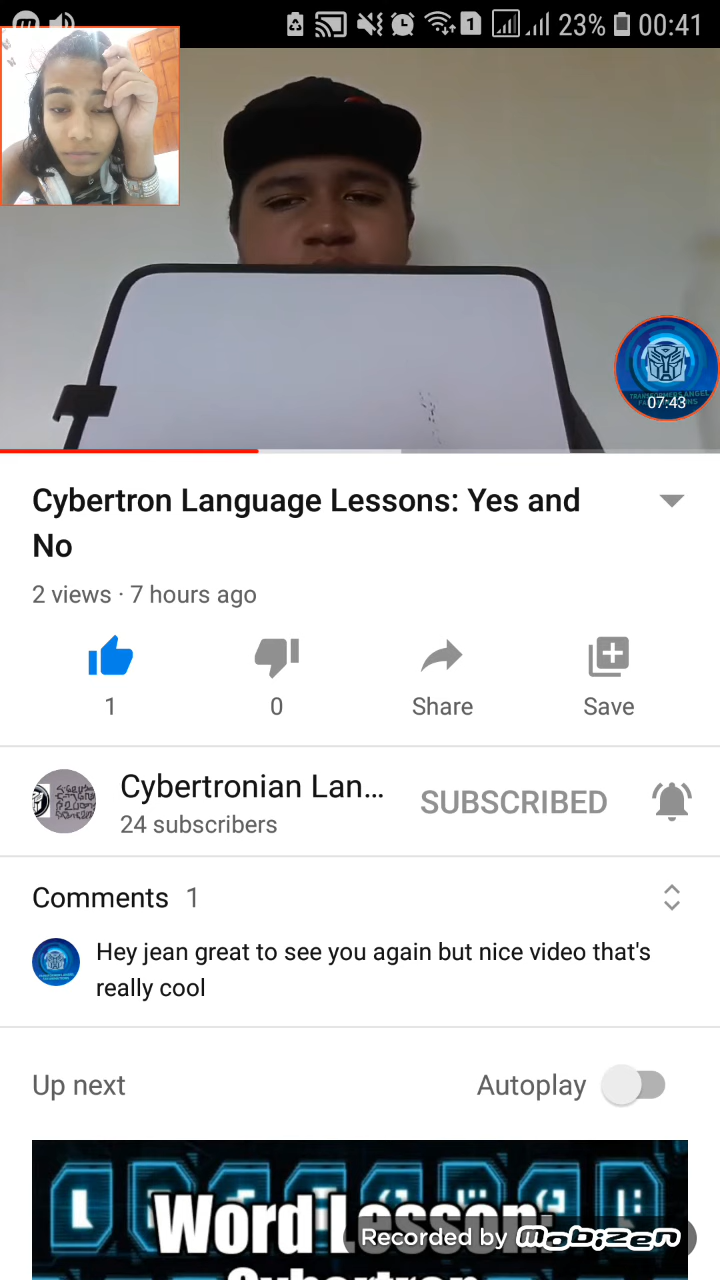 23% 00:41
07:43
Cybertron Language Lessons: Yes and
No
2 views · 7 hours ago
1
0
Share
Save
Cybertronian Lan...
SUBSCRIBED
24 subscribers
Comments 1
Hey jean great to see you again but nice video that's
really cool
Up next
Autoplay
Word Lesson:
Recorded by Mobizen
Cybertron